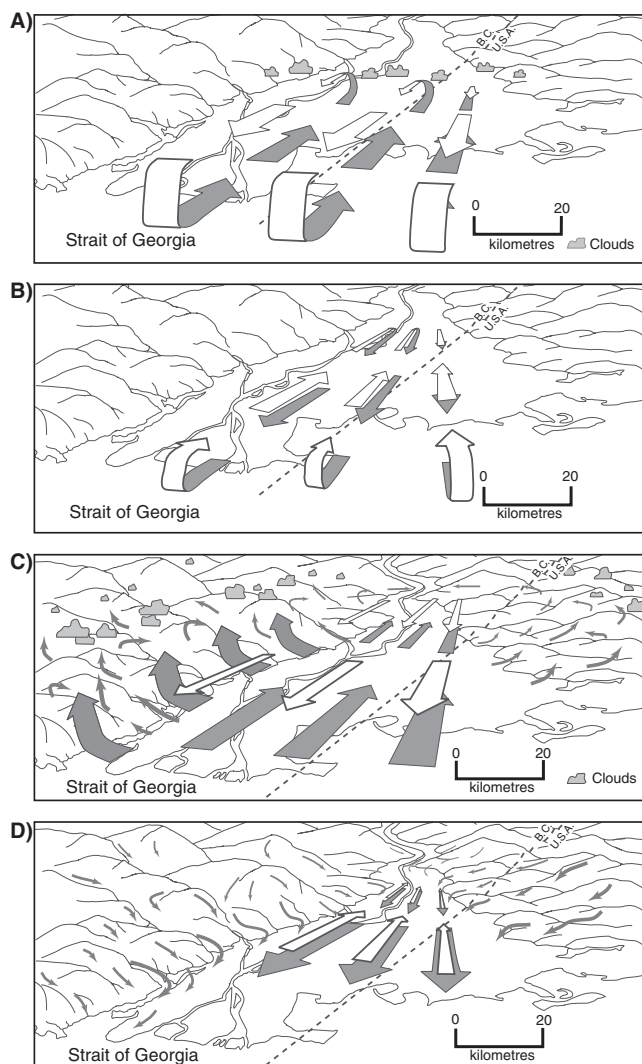 A)
B.C.
U.S.A.
0 20
kilometres
Clouds
Strait of Georgia
B)
B.C.
U.S.A.
0 20
kilometres
Strait of Georgia
C)
B.C.
U.S.A.
0 20
kilometres
Clouds
Strait of Georgia
D)
B.C.
U.S.A.
0 20
kilometres
Strait of Georgia